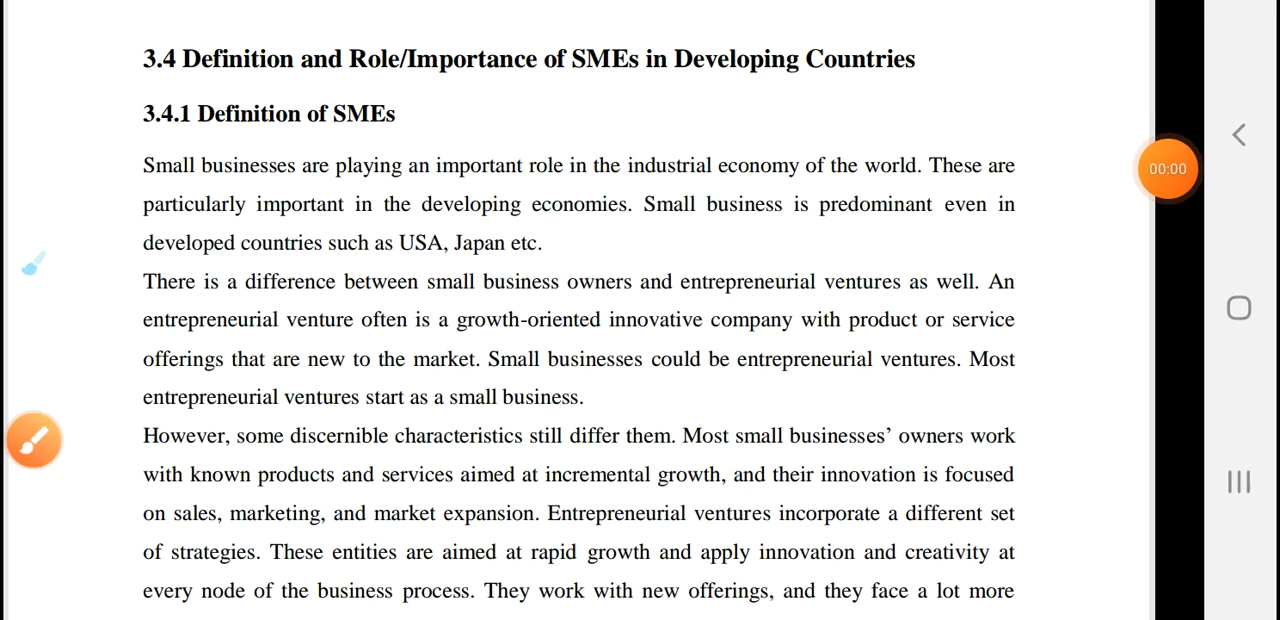 3.4 Definition and Role/Importance of SMEs in Developing Countries
3.4.1 Definition of SMEs
Small businesses are playing an important role in the industrial economy of the world. These are
particularly important in the developing economies. Small business is predominant even in
developed countries such as USA, Japan etc.
There is a difference between small business owners and entrepreneurial ventures as well. An
entrepreneurial venture often is a growth-oriented innovative company with product or service
offerings that are new to the market. Small businesses could be entrepreneurial ventures. Most
entrepreneurial ventures start as a small business.
However, some discernible characteristics still differ them. Most small businesses’ owners work
with known products and services aimed at incremental growth, and their innovation is focused
on sales, marketing, and market expansion. Entrepreneurial ventures incorporate a different set
of strategies. These entities are aimed at rapid growth and apply innovation and creativity at
every node of the business process. They work with new offerings, and they face a lot more
00:00